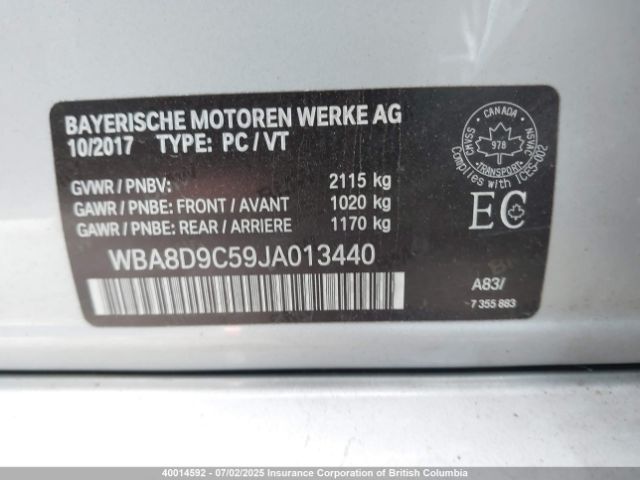 BAYERISCHE MOTOREN WERKE AG
10/2017 TYPE: PC / VT
GVWR / PNBV: 2115 kg
GAWR / PNBE: FRONT / AVANT 1020 kg
GAWR / PNBE: REAR / ARRIERE 1170 kg
WBA8D9C59JA013440
CANADA
CMVSS
NSVAC
978
TRANSPORT
Complies with ICES-002
EC
A83/
7 355 883
40014592 - 07/02/2025 Insurance Corporation of British Columbia